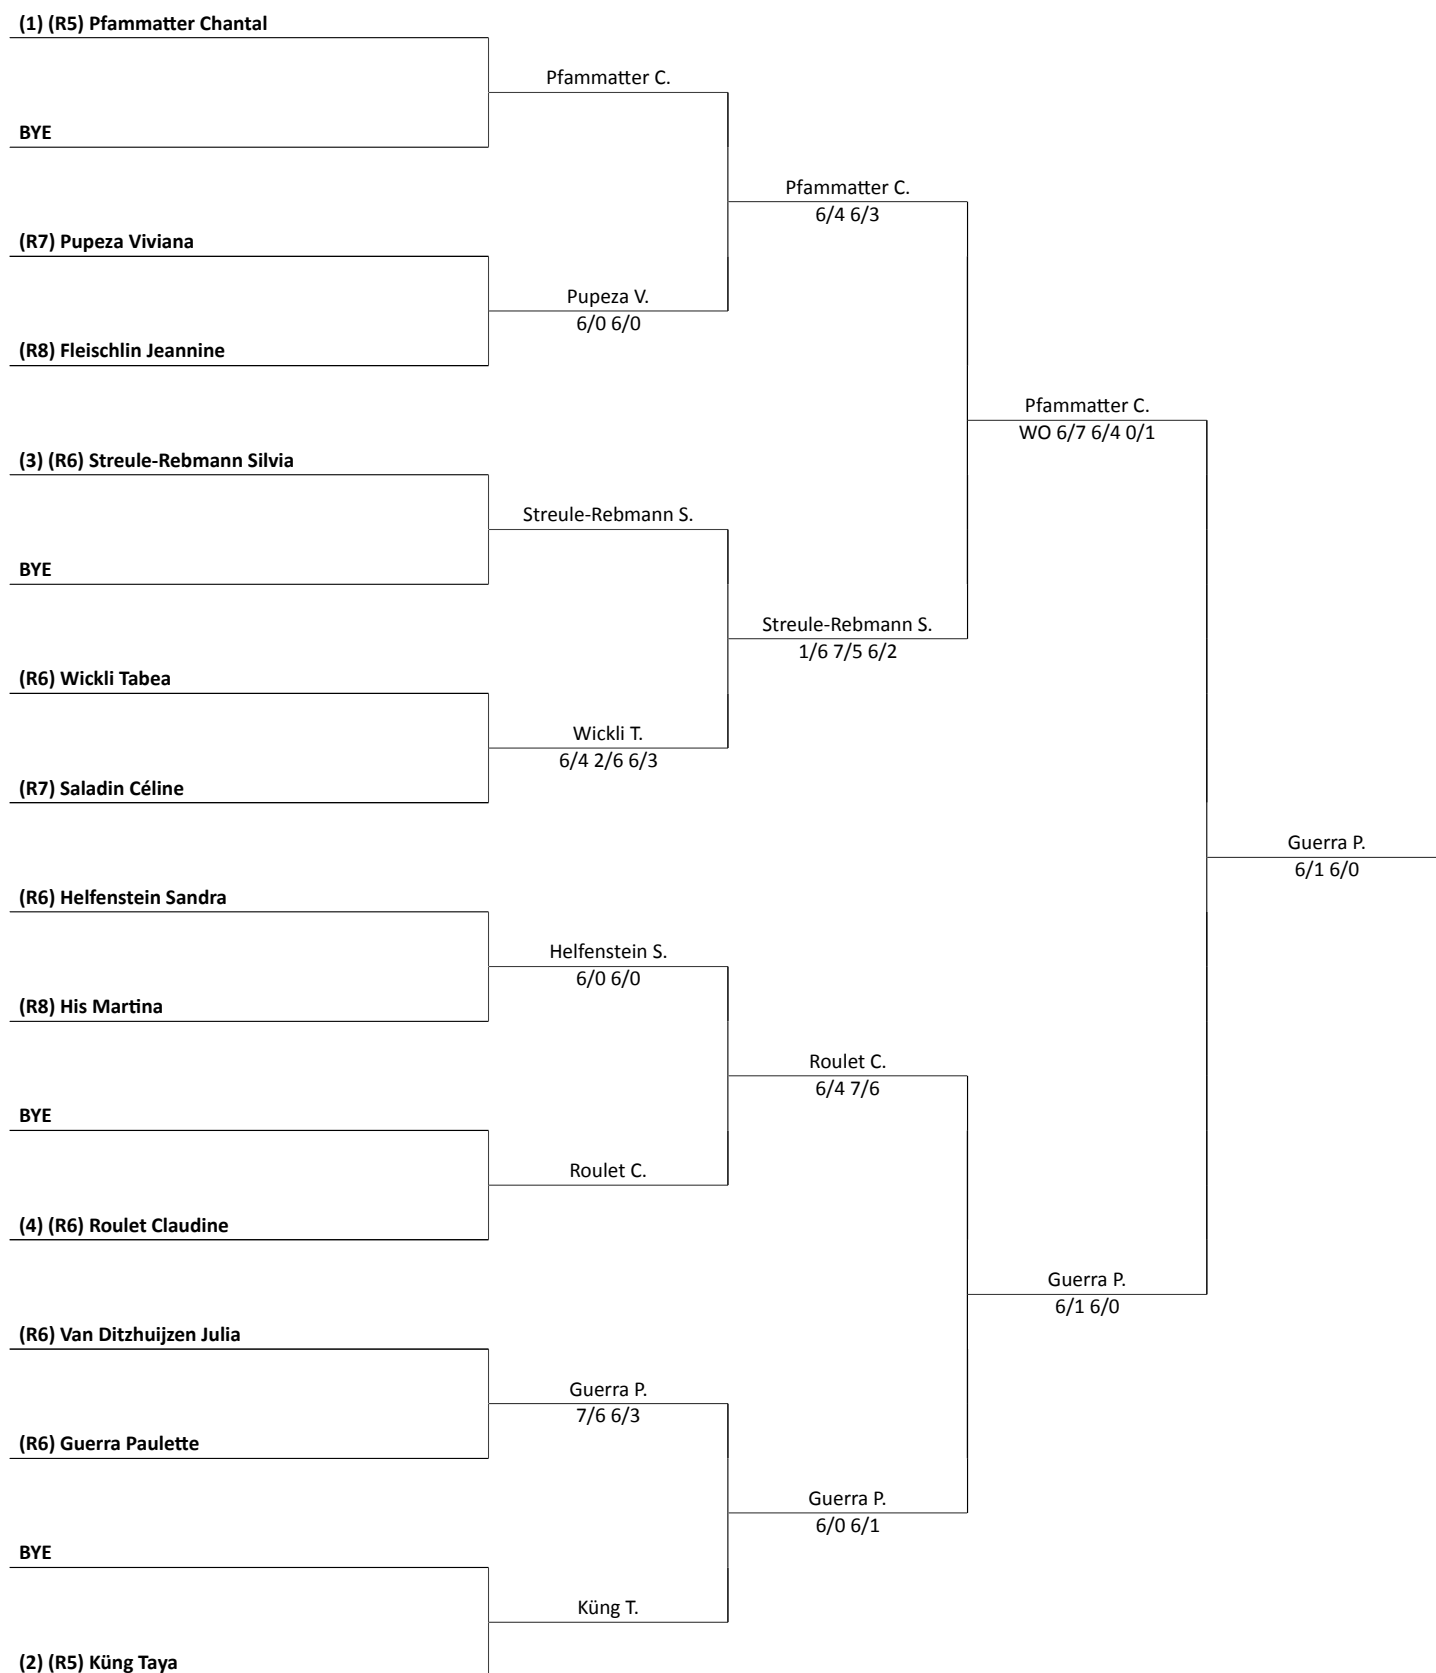 (1) (R5) Pfammatter Chantal
Pfammatter C.
BYE
Pfammatter C.
6/4 6/3
(R7) Pupeza Viviana
Pupeza V.
6/0 6/0
(R8) Fleischlin Jeannine
Pfammatter C.
WO 6/7 6/4 0/1
(3) (R6) Streule-Rebmann Silvia
Streule-Rebmann S.
BYE
Streule-Rebmann S.
1/6 7/5 6/2
(R6) Wickli Tabea
Wickli T.
6/4 2/6 6/3
(R7) Saladin Céline
Guerra P.
6/1 6/0
(R6) Helfenstein Sandra
Helfenstein S.
6/0 6/0
(R8) His Martina
Roulet C.
6/4 7/6
BYE
Roulet C.
(4) (R6) Roulet Claudine
Guerra P.
6/1 6/0
(R6) Van Ditzhuijzen Julia
Guerra P.
7/6 6/3
(R6) Guerra Paulette
Guerra P.
6/0 6/1
BYE
Küng T.
(2) (R5) Küng Taya